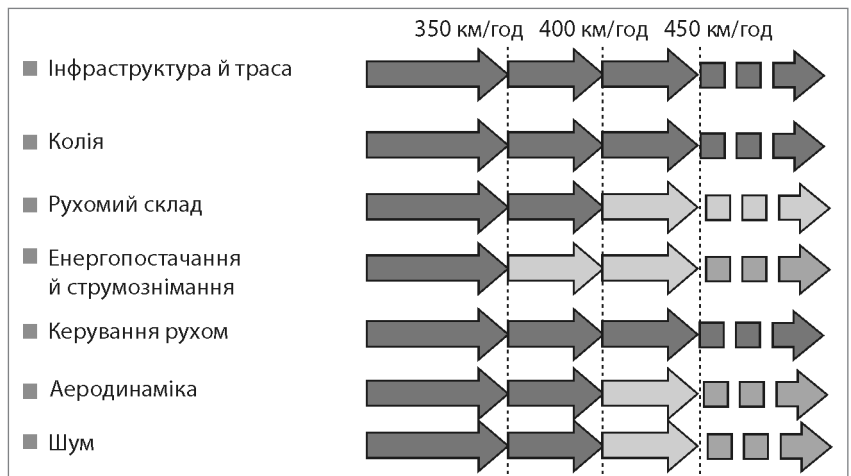 350 км/год 400 км/год 450 км/год
Інфраструктура й траса
Колія
Рухомий склад
Енергопостачання
й струмознімання
Керування рухом
Аеродинаміка
Шум